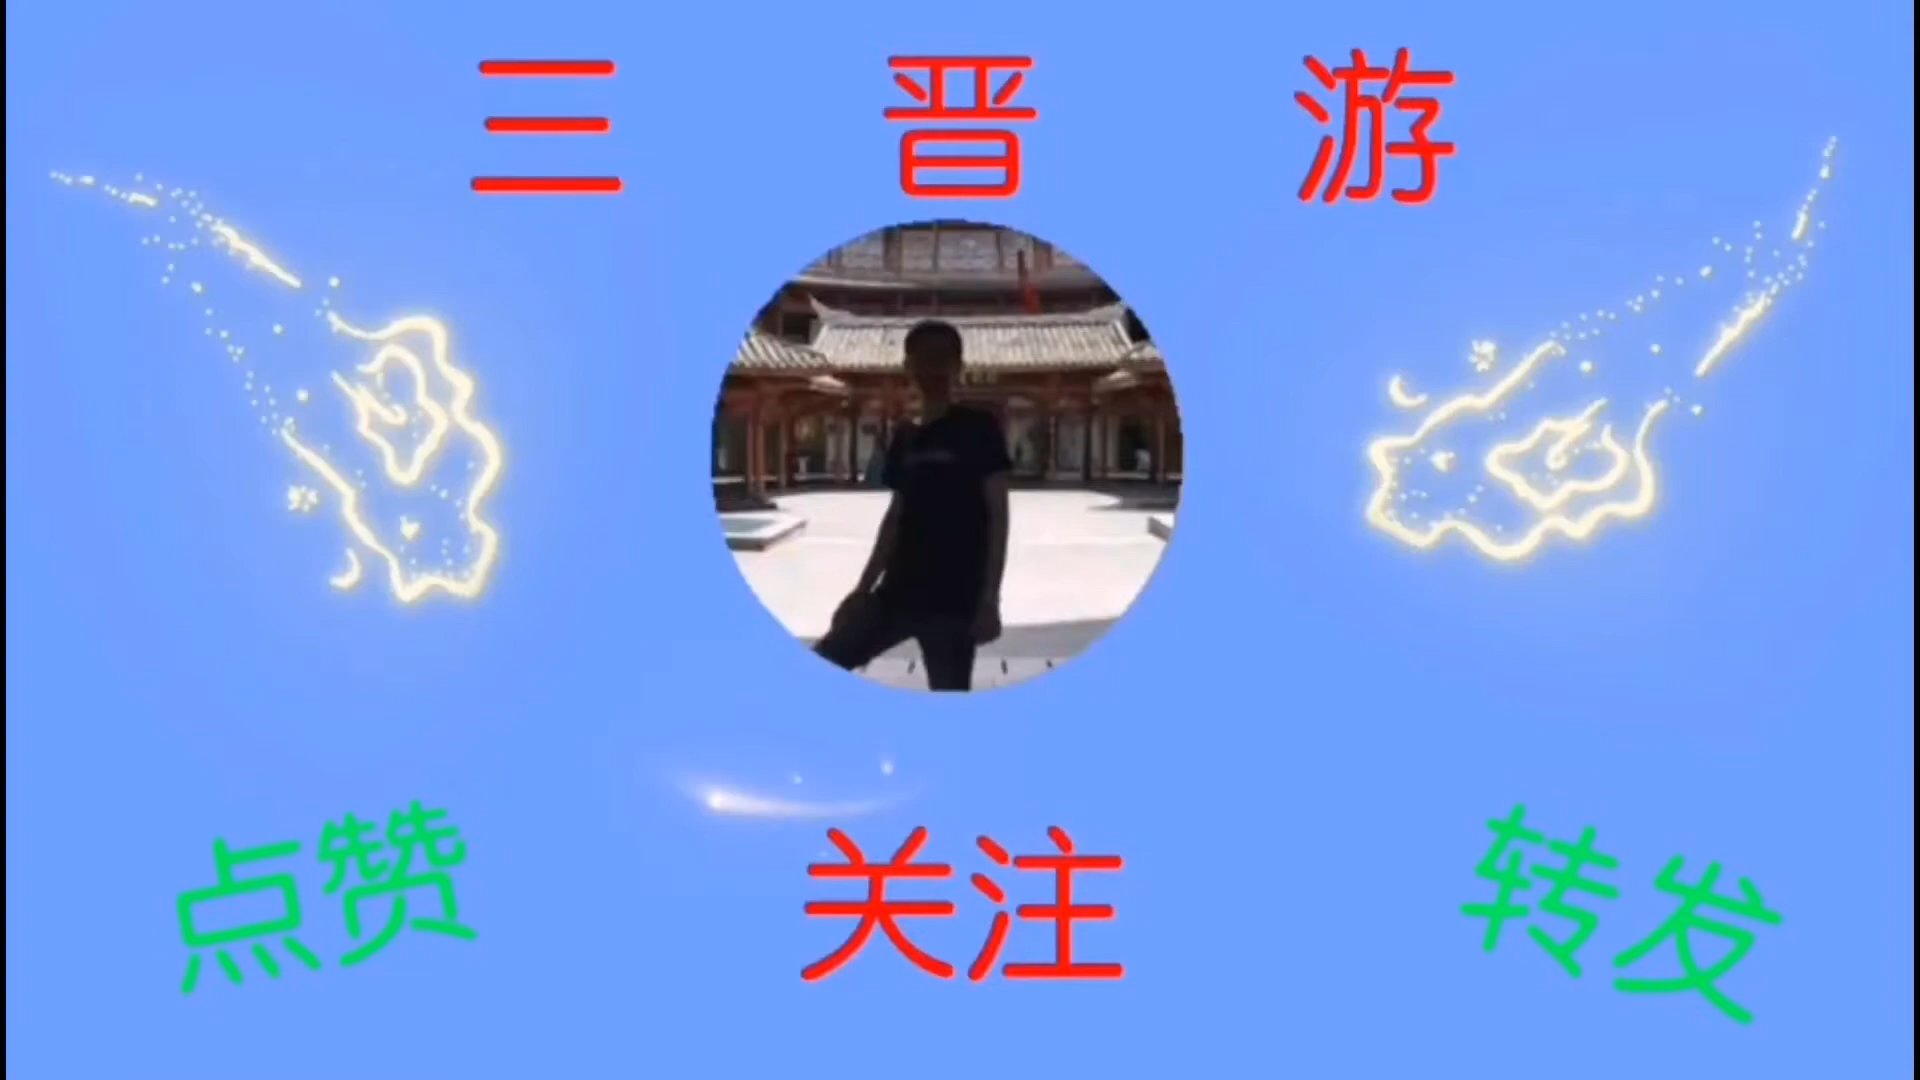 三 晋 游
点赞 关注 转发